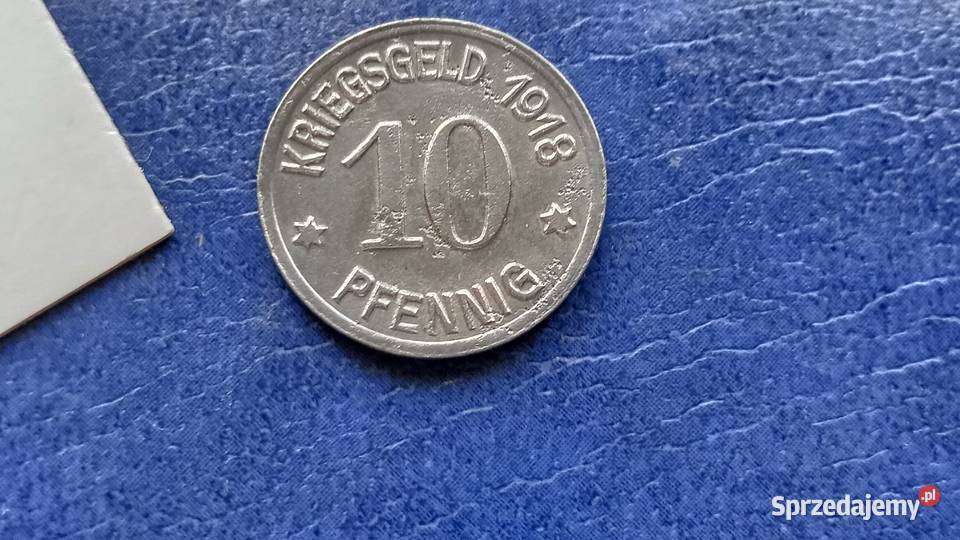 KRIEGSGELD 1918
10
PFENNIG
Sprzedajemy.pl